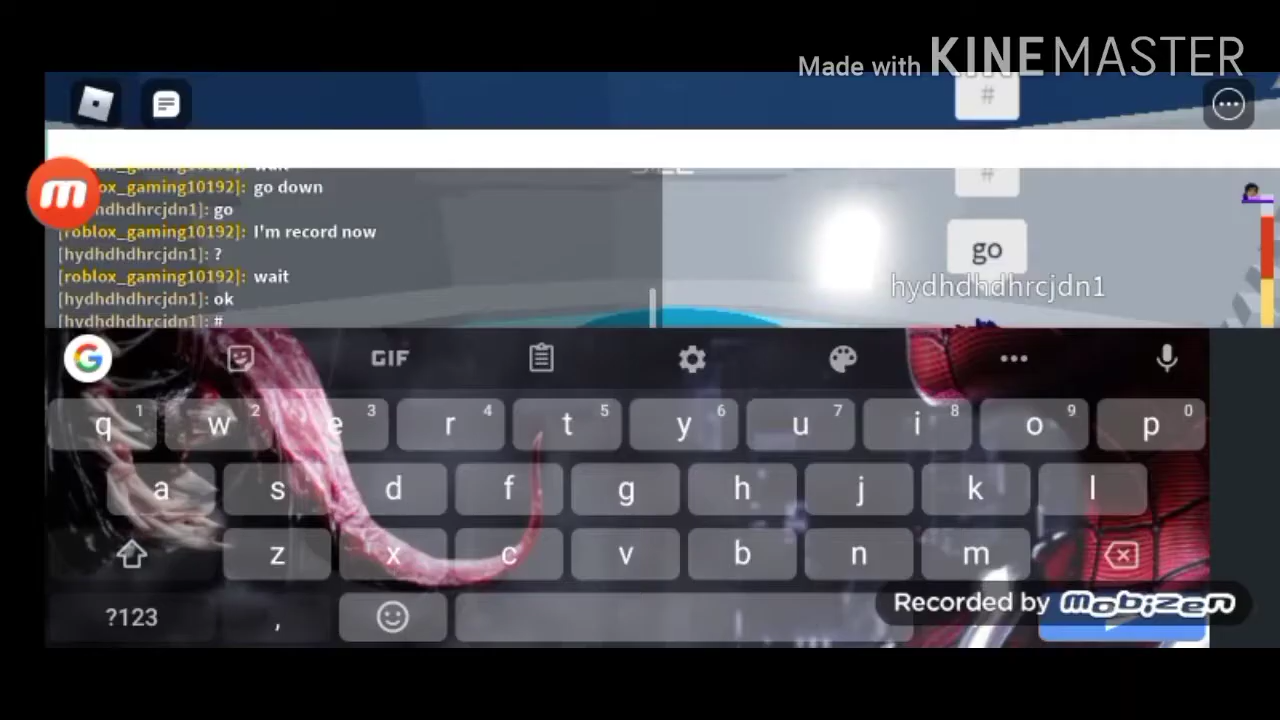 Made with KINEMASTER
#
[roblox_gaming10192]: go down
[hydhdhdhrcjdn1]: go
[roblox_gaming10192]: I'm record now
[hydhdhdhrcjdn1]: ?
[roblox_gaming10192]: wait
[hydhdhdhrcjdn1]: ok
[hydhdhdhrcjdn1]: #
#
go
hydhdhdhrcjdn1
GIF
q 1 w 2 e 3 r 4 t 5 y 6 u 7 i 8 o 9 p 0
a s d f g h j k l
z x c v b n m
?123 ,
Recorded by mobizen